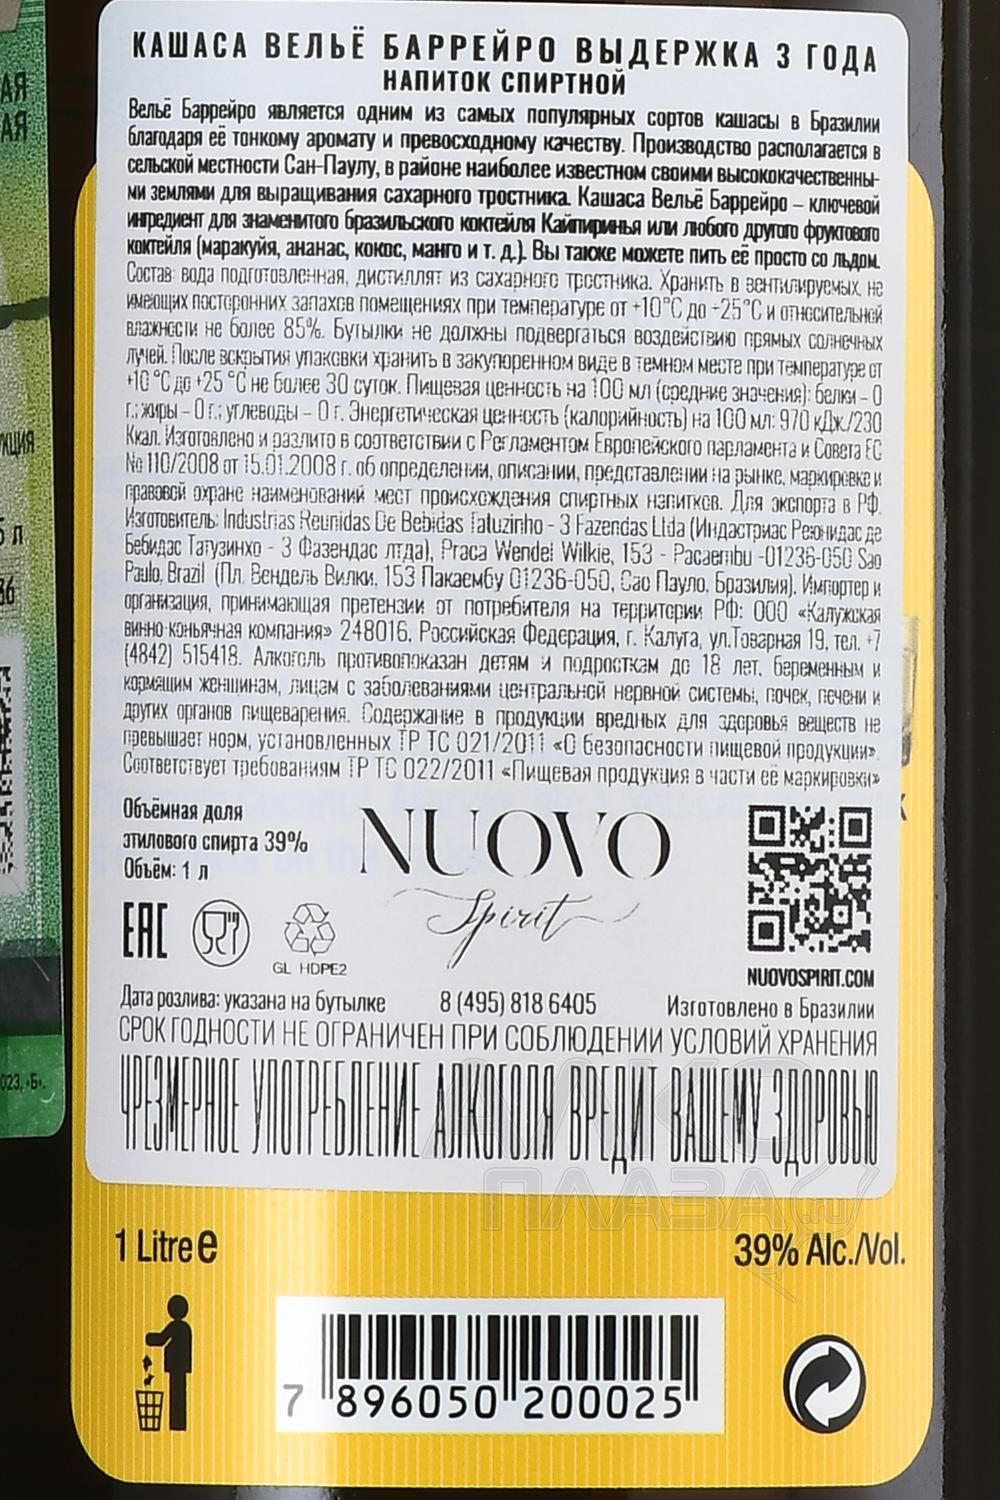 КАШАСА ВЕЛЬЁ БАРРЕЙРО ВЫДЕРЖКА 3 ГОДА
НАПИТОК СПИРТНОЙ
Вельё Баррейро является одним из самых популярных сортов кашасы в Бразилии
благодаря её тонкому аромату и превосходному качеству. Производство располагается в
сельской местности Сан-Паулу, в районе наиболее известном своими высококачественны-
ми землями для выращивания сахарного тростника. Кашаса Вельё Баррейро – ключевой
ингредиент для знаменитого бразильского коктейля Кайпиринья или любого другого фруктового
коктейля (маракуйя, ананас, кокос, манго и т. д.). Вы также можете пить её просто со льдом.
Состав: вода подготовленная, дистиллят из сахарного тростника. Хранить в вентилируемых, не
имеющих посторонних запахов помещениях при температуре от +10°C до +25°C и относительной
влажности не более 85%. Бутылки не должны подвергаться воздействию прямых солнечных
лучей. После вскрытия упаковки хранить в закупоренном виде в темном месте при температуре от
+10 °C до +25 °C не более 30 суток. Пищевая ценность на 100 мл (средние значения): белки – 0
г.; жиры – 0 г.; углеводы – 0 г. Энергетическая ценность (калорийность) на 100 мл: 970 кДж/230
Ккал. Изготовлено и разлито в соответствии с Регламентом Европейского парламента и Совета ЕС
№ 110/2008 от 15.01.2008 г. об определении, описании, представлении на рынке, маркировке и
правовой охране наименований мест происхождения спиртных напитков. Для экспорта в РФ.
Изготовитель: Industrias Reunidas De Bebidas Tatuzinho - 3 Fazendas Ltda (Индастриас Реюнидас де
Бебидас Татузинхо - 3 Фазендас лтда), Praca Wendel Wilkie, 153 - Pacaembu -01236-050 Sao
Paulo, Brazil (Пл. Вендель Вилки, 153 Пакаембу 01236-050, Сао Пауло, Бразилия). Импортер и
организация, принимающая претензии от потребителя на территории РФ: ООО «Калужская
винно-коньячная компания» 248016, Российская Федерация, г. Калуга, ул.Товарная 19, тел. +7
(4842) 515418. Алкоголь противопоказан детям и подросткам до 18 лет, беременным и
кормящим женщинам, лицам с заболеваниями центральной нервной системы, почек, печени и
других органов пищеварения. Содержание в продукции вредных для здоровья веществ не
превышает норм, установленных ТР ТС 021/2011 «О безопасности пищевой продукции».
Соответствует требованиям ТР ТС 022/2011 «Пищевая продукция в части её маркировки»
Объёмная доля
этилового спирта 39%
Объём: 1 л
NUOVO
Spirit
EAC
GL HDPE2
NUOVOSPIRIT.COM
Дата розлива: указана на бутылке 8 (495) 818 6405 Изготовлено в Бразилии
СРОК ГОДНОСТИ НЕ ОГРАНИЧЕН ПРИ СОБЛЮДЕНИИ УСЛОВИЙ ХРАНЕНИЯ
ЧРЕЗМЕРНОЕ УПОТРЕБЛЕНИЕ АЛКОГОЛЯ ВРЕДИТ ВАШЕМУ ЗДОРОВЬЮ
АЛКО
ПЛАЗА.ru
1 Litre e 39% Alc./Vol.
7 896050 200025